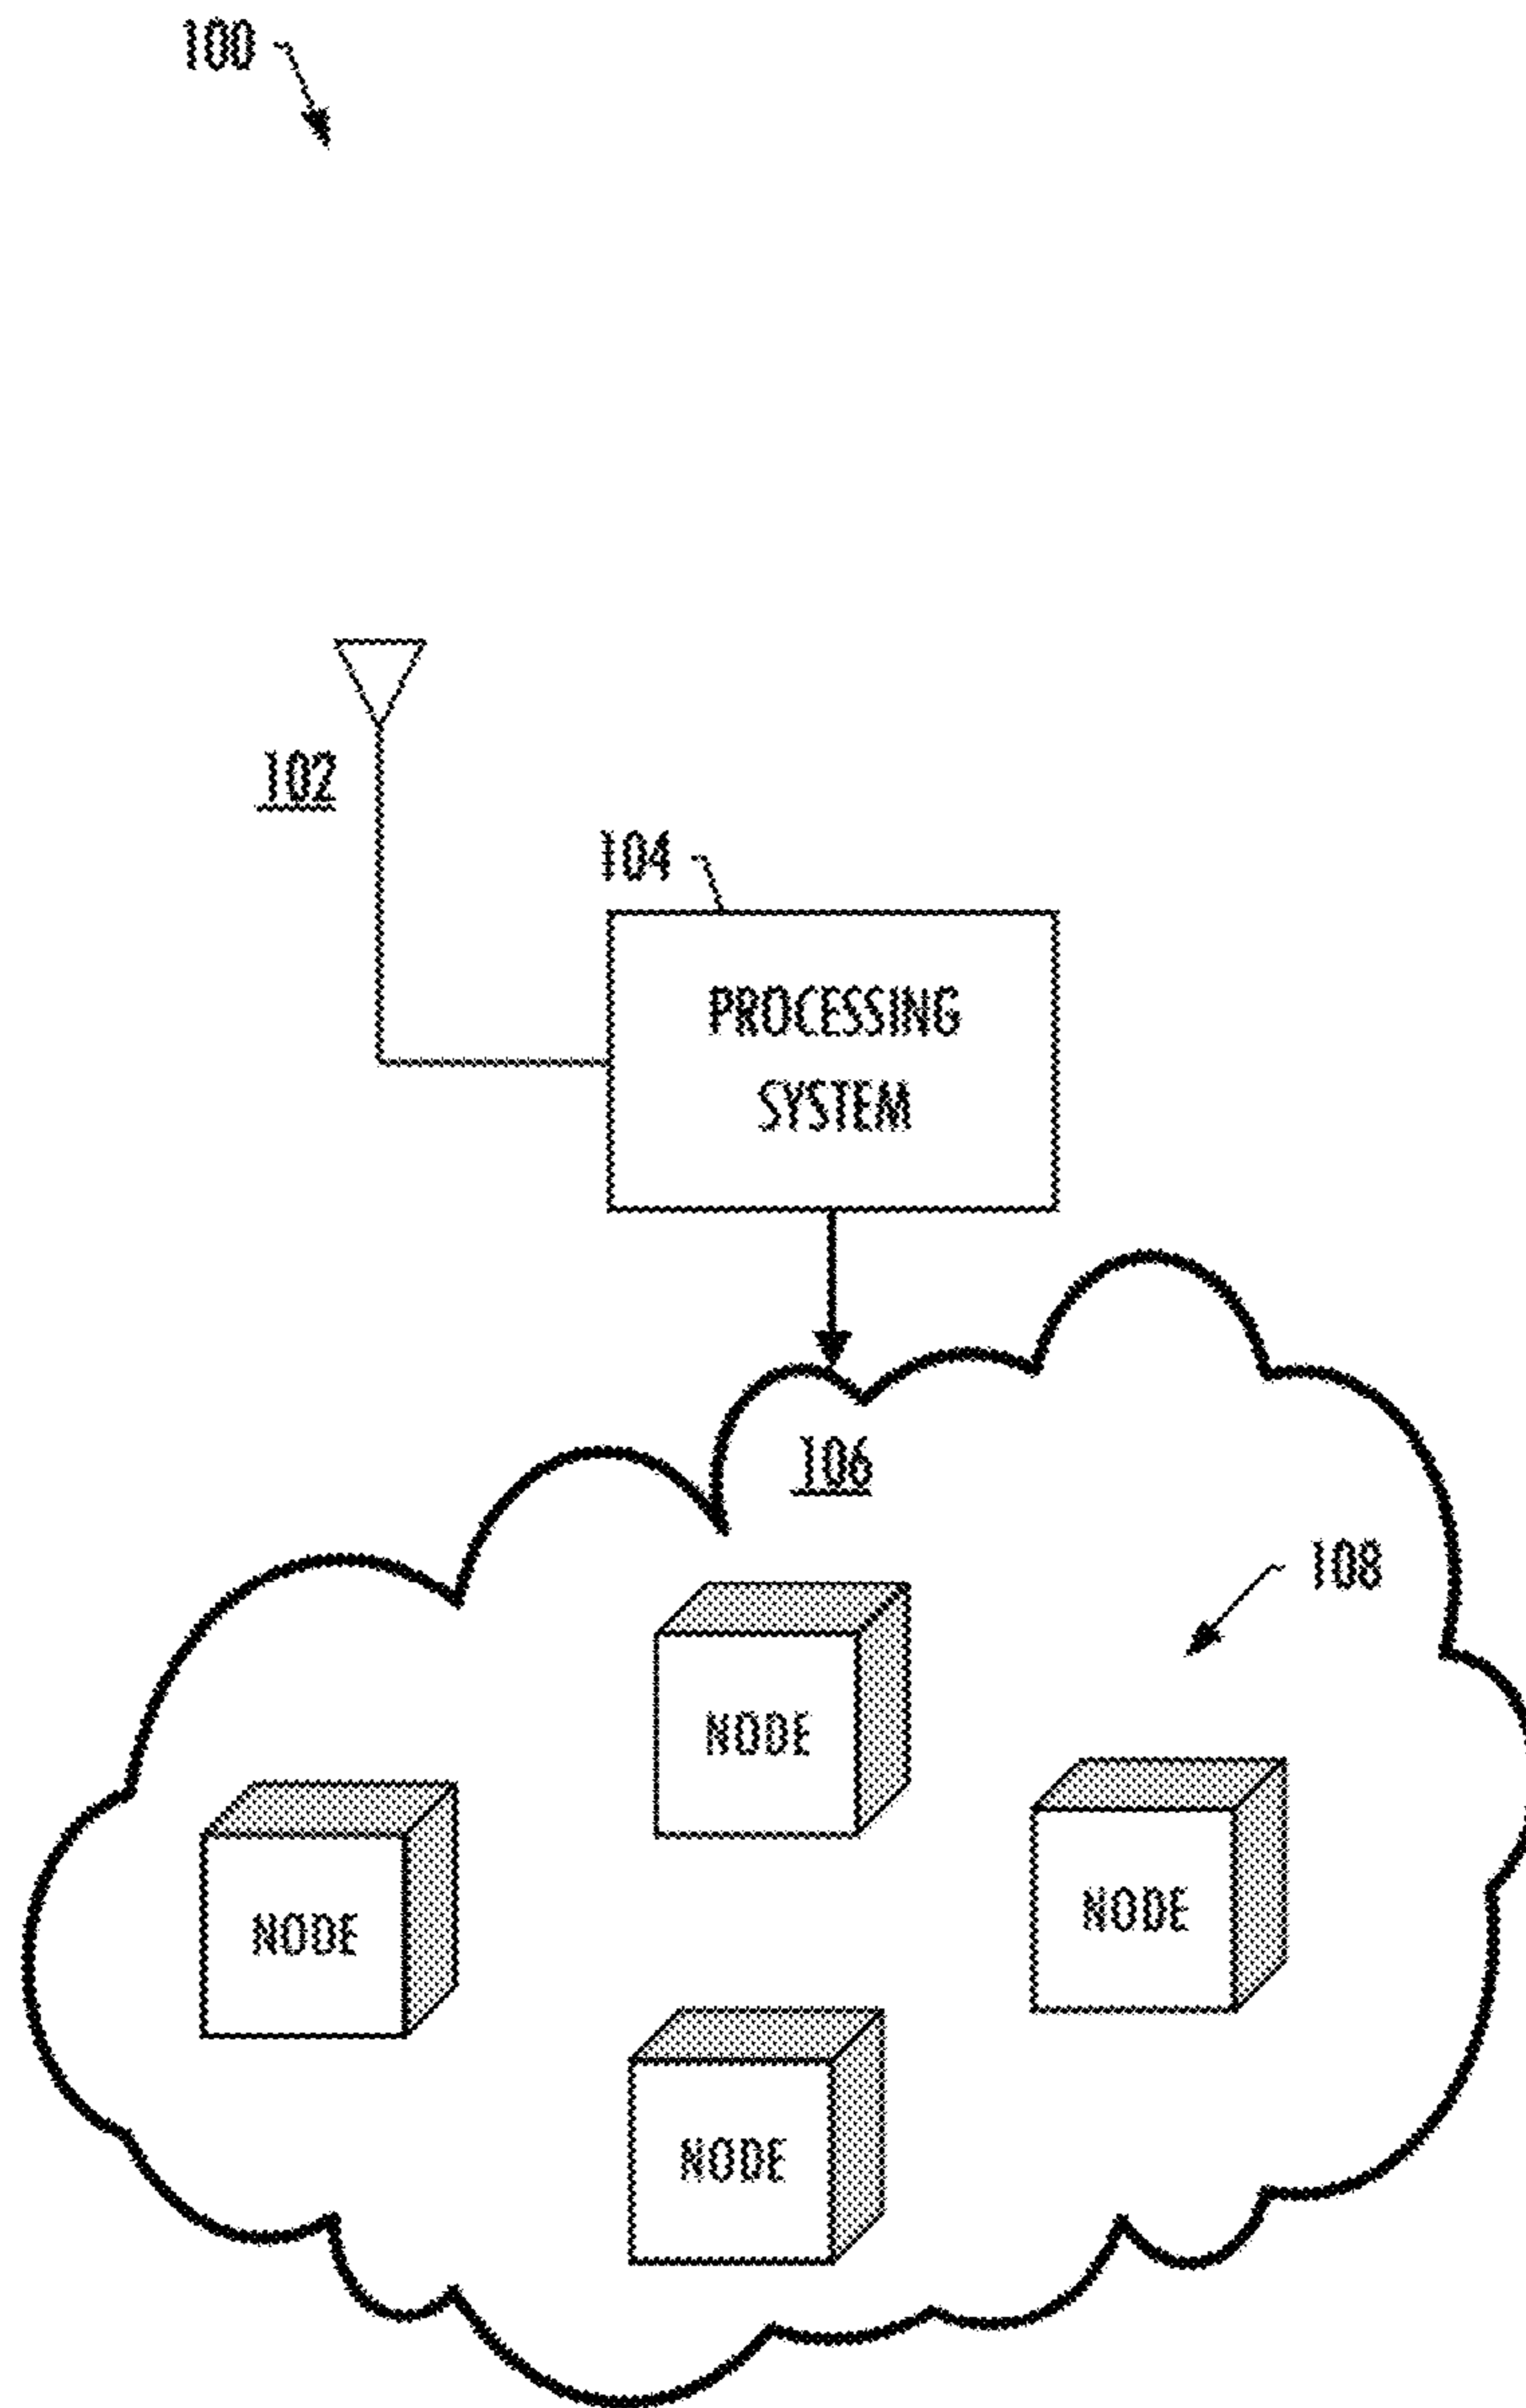 100
102
104
PROCESSING
SYSTEM
106
108
NODE
NODE
NODE
NODE